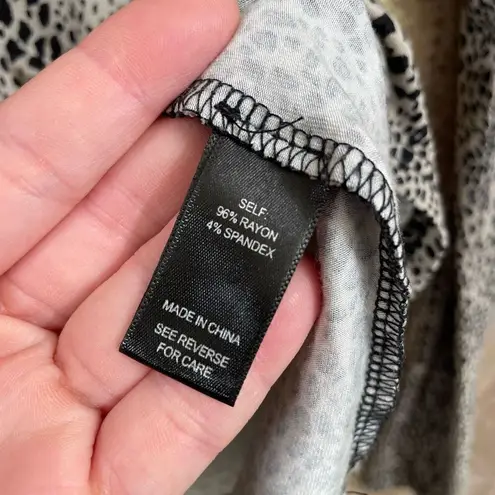 SELF:
96% RAYON
4% SPANDEX
MADE IN CHINA
SEE REVERSE
FOR CARE